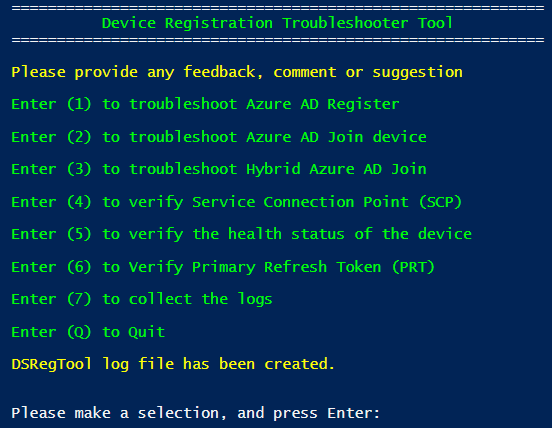 ============================================================
Device Registration Troubleshooter Tool
============================================================
Please provide any feedback, comment or suggestion
Enter (1) to troubleshoot Azure AD Register
Enter (2) to troubleshoot Azure AD Join device
Enter (3) to troubleshoot Hybrid Azure AD Join
Enter (4) to verify Service Connection Point (SCP)
Enter (5) to verify the health status of the device
Enter (6) to Verify Primary Refresh Token (PRT)
Enter (7) to collect the logs
Enter (Q) to Quit
DSRegTool log file has been created.
Please make a selection, and press Enter: